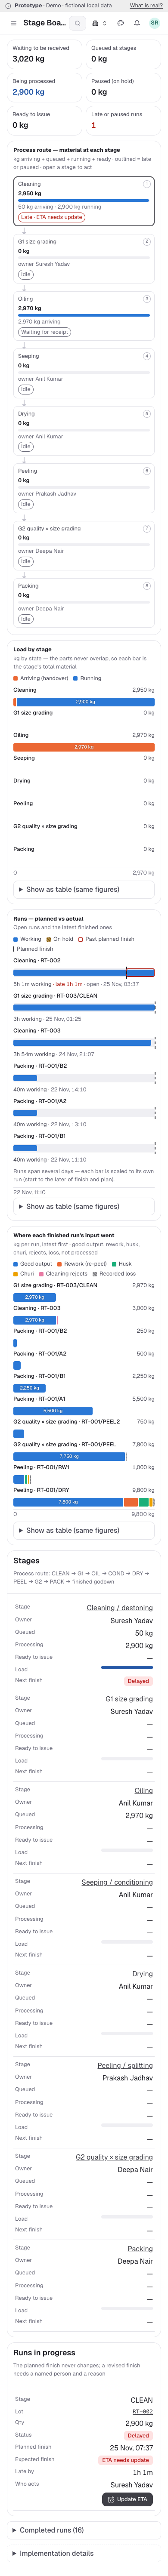 Prototype · Demo · fictional local data What is real?
Stage Boa... SR
Waiting to be received
3,020 kg
Queued at stages
0 kg
Being processed
2,900 kg
Paused (on hold)
0 kg
Ready to issue
0 kg
Late or paused runs
1
Process route — material at each stage
kg arriving + queued + running + ready · outlined = late
or paused · open a stage to act
Cleaning 1
2,950 kg
50 kg arriving · 2,900 kg running
Late · ETA needs update
G1 size grading 2
0 kg
owner Suresh Yadav
Idle
Oiling 3
2,970 kg
2,970 kg arriving
Waiting for receipt
Seeping 4
0 kg
owner Anil Kumar
Idle
Drying 5
0 kg
owner Anil Kumar
Idle
Peeling 6
0 kg
owner Prakash Jadhav
Idle
G2 quality × size grading 7
0 kg
owner Deepa Nair
Idle
Packing 8
0 kg
owner Deepa Nair
Idle
Load by stage
kg by state — the parts never overlap, so each bar is
the stage's total material
Arriving (handover) Running
Cleaning 2,950 kg
2,900 kg
G1 size grading 0 kg
Oiling 2,970 kg
2,970 kg
Seeping 0 kg
Drying 0 kg
Peeling 0 kg
G2 quality × size grading 0 kg
Packing 0 kg
0 2,970 kg
Show as table (same figures)
Runs — planned vs actual
Open runs and the latest finished ones
Working On hold Past planned finish
Planned finish
Cleaning · RT-002
5h 1m working · late 1h 1m · open · 25 Nov, 03:37
G1 size grading · RT-003/CLEAN
3h working · 25 Nov, 01:25
Cleaning · RT-003
3h 54m working · 24 Nov, 21:07
Packing · RT-001/B2
40m working · 22 Nov, 14:10
Packing · RT-001/A2
40m working · 22 Nov, 13:10
Packing · RT-001/B1
40m working · 22 Nov, 11:10
Runs span several days — each bar is scaled to its own
run (start to the later of finish and plan).
22 Nov, 11:10
Show as table (same figures)
Where each finished run's input went
kg per run, latest first · good output, rework, husk,
churi, rejects, loss, not processed
Good output Rework (re-peel) Husk
Churi Cleaning rejects Recorded loss
G1 size grading · RT-003/CLEAN 2,970 kg
2,970 kg
Cleaning · RT-003 3,000 kg
2,970 kg
Packing · RT-001/B2 250 kg
Packing · RT-001/A2 500 kg
Packing · RT-001/B1 2,250 kg
2,250 kg
Packing · RT-001/A1 5,500 kg
5,500 kg
G2 quality × size grading · RT-001/PEEL2 750 kg
G2 quality × size grading · RT-001/PEEL 7,800 kg
7,750 kg
Peeling · RT-001/RW1 1,000 kg
Peeling · RT-001/DRY 9,800 kg
7,800 kg
0 9,800 kg
Show as table (same figures)
Stages
Process route: CLEAN → G1 → OIL → COND → DRY →
PEEL → G2 → PACK → finished godown
Stage Cleaning / destoning
Owner Suresh Yadav
Queued 50 kg
Processing 2,900 kg
Ready to issue —
Load
Next finish Delayed
Stage G1 size grading
Owner Suresh Yadav
Queued —
Processing —
Ready to issue —
Load
Next finish —
Stage Oiling
Owner Anil Kumar
Queued 2,970 kg
Processing —
Ready to issue —
Load
Next finish —
Stage Seeping / conditioning
Owner Anil Kumar
Queued —
Processing —
Ready to issue —
Load
Next finish —
Stage Drying
Owner Anil Kumar
Queued —
Processing —
Ready to issue —
Load
Next finish —
Stage Peeling / splitting
Owner Prakash Jadhav
Queued —
Processing —
Ready to issue —
Load
Next finish —
Stage G2 quality × size grading
Owner Deepa Nair
Queued —
Processing —
Ready to issue —
Load
Next finish —
Stage Packing
Owner Deepa Nair
Queued —
Processing —
Ready to issue —
Load
Next finish —
Runs in progress
The planned finish never changes; a revised finish
needs a named person and a reason
Stage CLEAN
Lot RT-002
Qty 2,900 kg
Status Delayed
Planned finish 25 Nov, 07:37
Expected finish ETA needs update
Late by 1h 1m
Who acts Suresh Yadav
Update ETA
Completed runs (16)
Implementation details